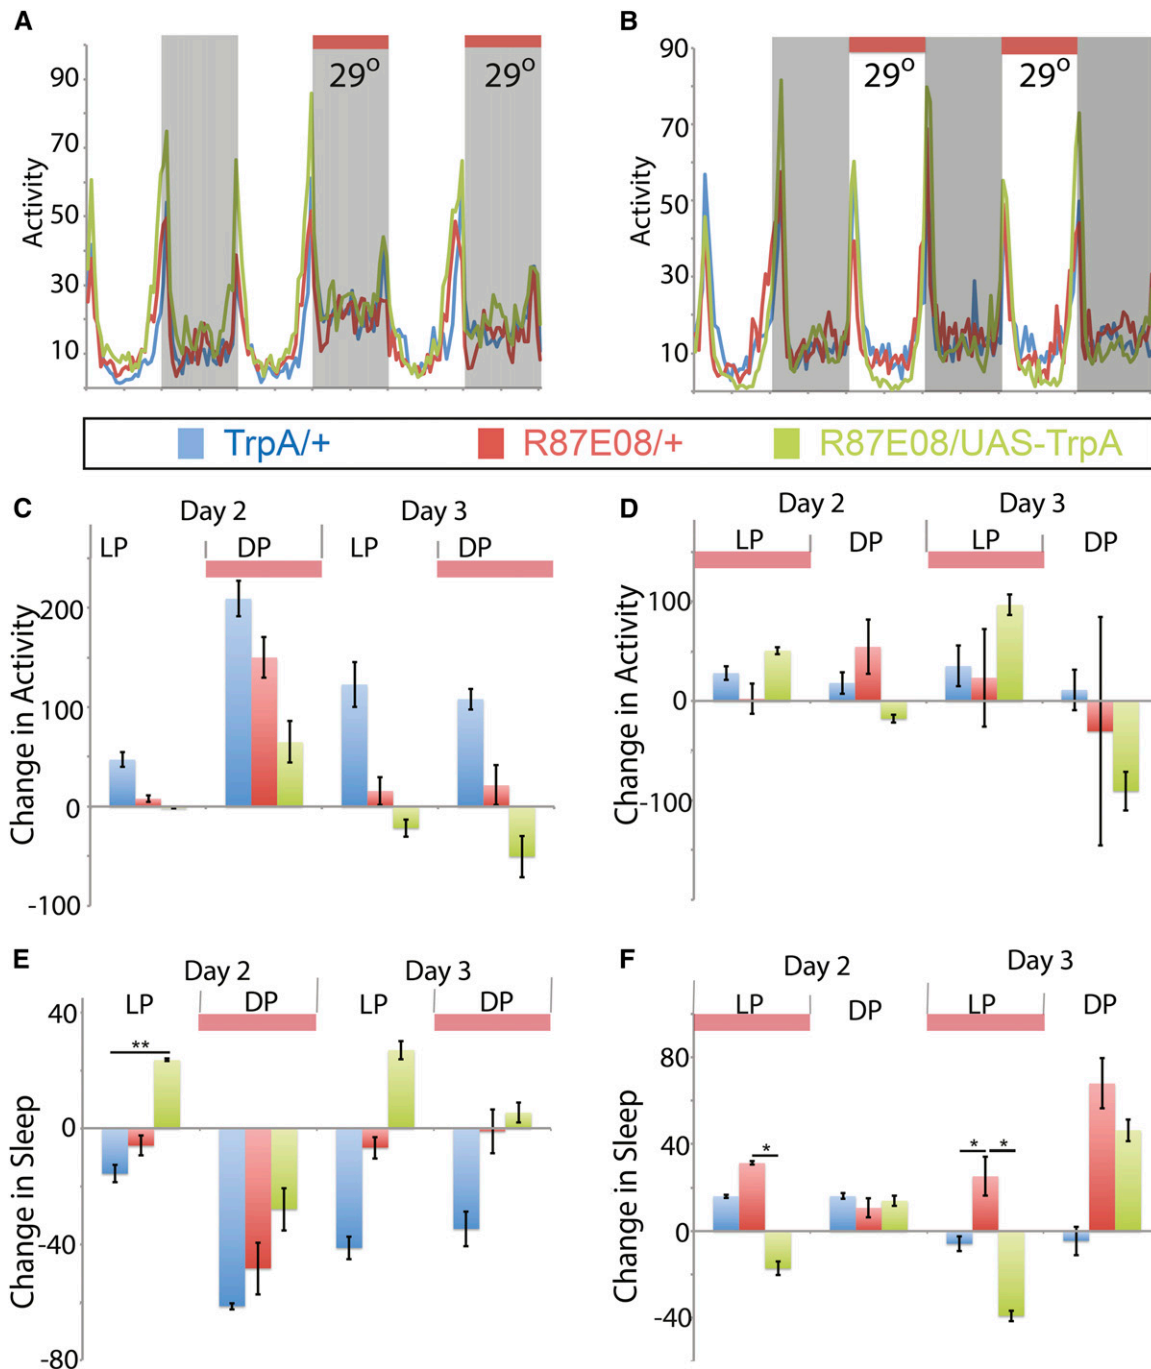 A
90
70
50
30
10
Activity
29°
29°
B
90
70
50
30
10
Activity
29°
29°
TrpA/+
R87E08/+
R87E08/UAS-TrpA
C
Day 2
Day 3
LP
DP
LP
DP
200
100
0
-100
Change in Activity
D
Day 2
Day 3
LP
DP
LP
DP
100
0
-100
Change in Activity
E
Day 2
Day 3
LP
DP
LP
DP
40
0
-40
-80
Change in Sleep
**
F
Day 2
Day 3
LP
DP
LP
DP
80
40
0
-40
Change in Sleep
*
*
*